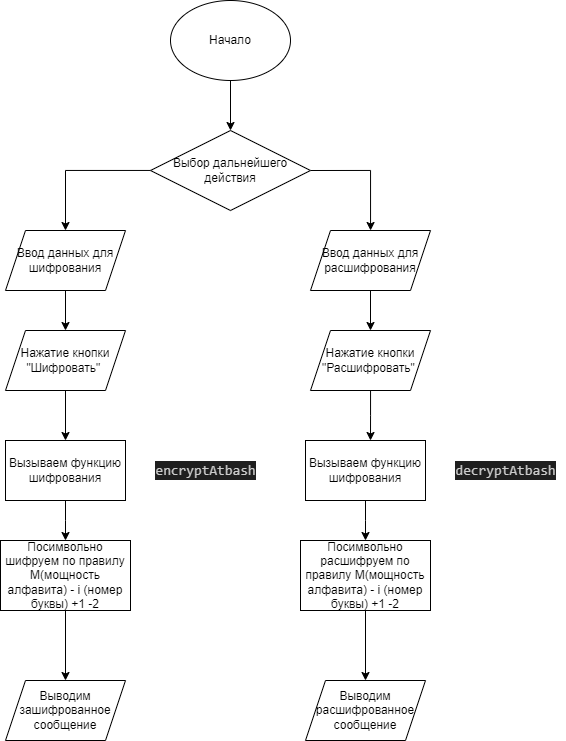 Начало
Выбор дальнейшего
действия
Ввод данных для
шифрования
Ввод данных для
расшифрования
Нажатие кнопки
"Шифровать"
Нажатие кнопки
"Расшифровать"
Вызываем функцию
шифрования
encryptAtbash
Вызываем функцию
шифрования
decryptAtbash
Посимвольно
шифруем по правилу
М(мощность
алфавита) - i (номер
буквы) +1 -2
Посимвольно
расшифруем по
правилу М(мощность
алфавита) - i (номер
буквы) +1 -2
Выводим
зашифрованное
сообщение
Выводим
расшифрованное
сообщение